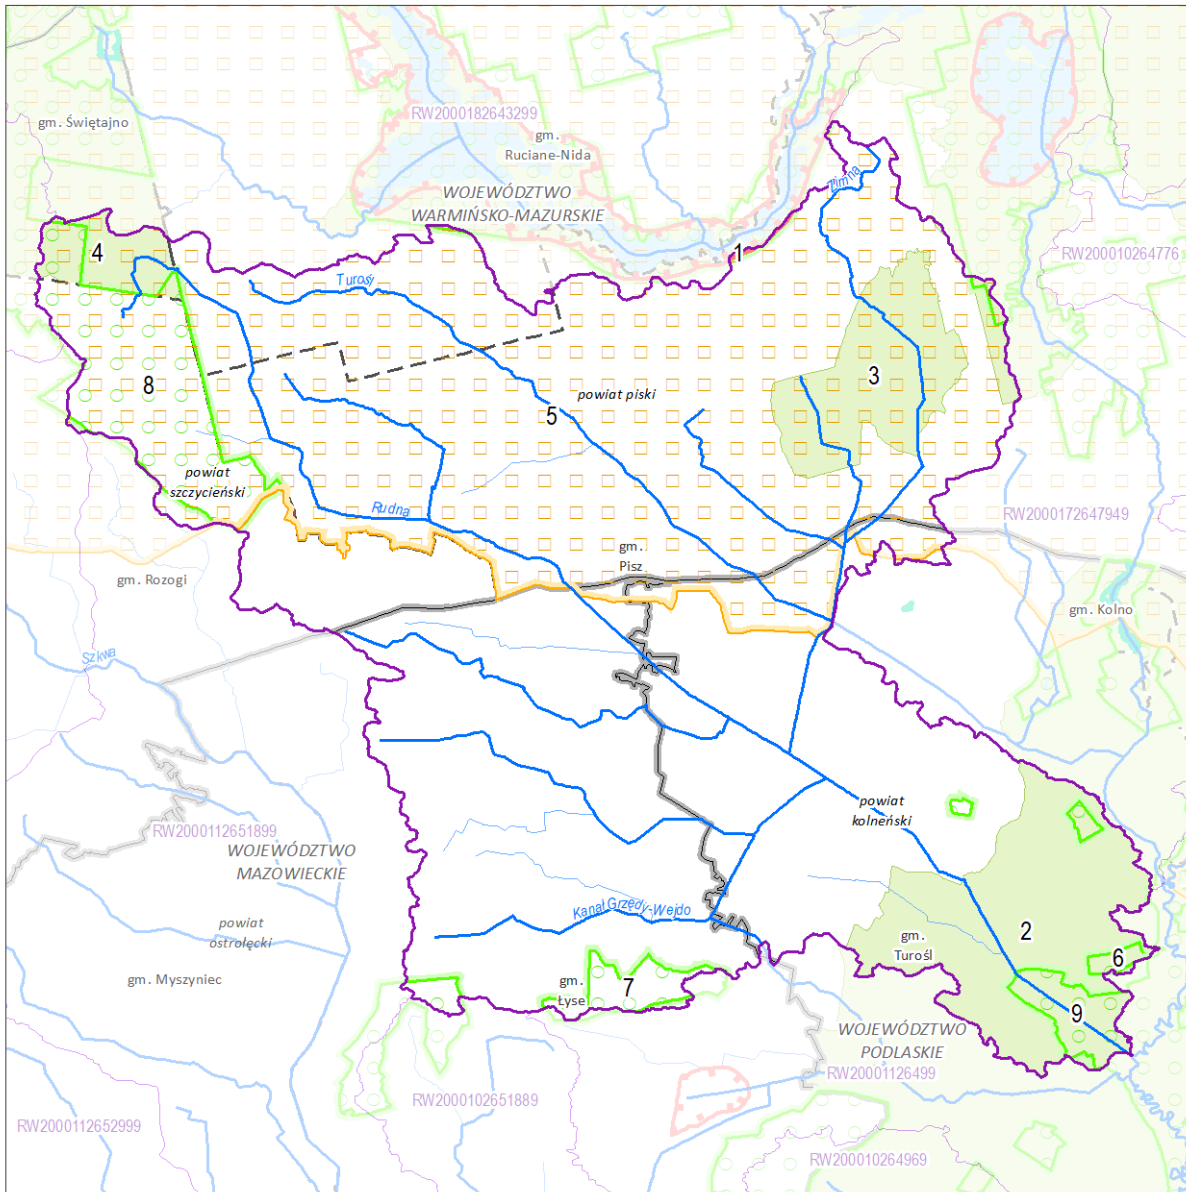 RW2000182643299
gm. Świętajno
gm.
Ruciane-Nida
Zimna
WOJEWÓDZTWO
WARMIŃSKO-MAZURSKIE
4
1
RW200010264776
Turosy
8
5
powiat piski
3
powiat
szczycieński
Rudna
RW2000172647949
gm.
Pisz
gm. Rozogi
gm. Kolno
Szkwa
powiat
kolneński
RW2000112651899
WOJEWÓDZTWO
MAZOWIECKIE
Kanał Grzędy-Wejdo
powiat
ostrołęcki
2
gm.
Turośl
6
gm. Myszyniec
gm.
Łyse
7
9
WOJEWÓDZTWO
PODLASKIE
RW20001126499
RW2000102651889
RW2000112652999
RW200010264969